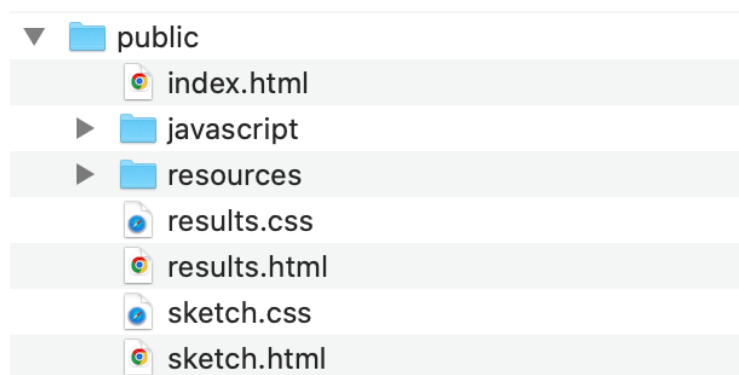 public
index.html
javascript
resources
results.css
results.html
sketch.css
sketch.html